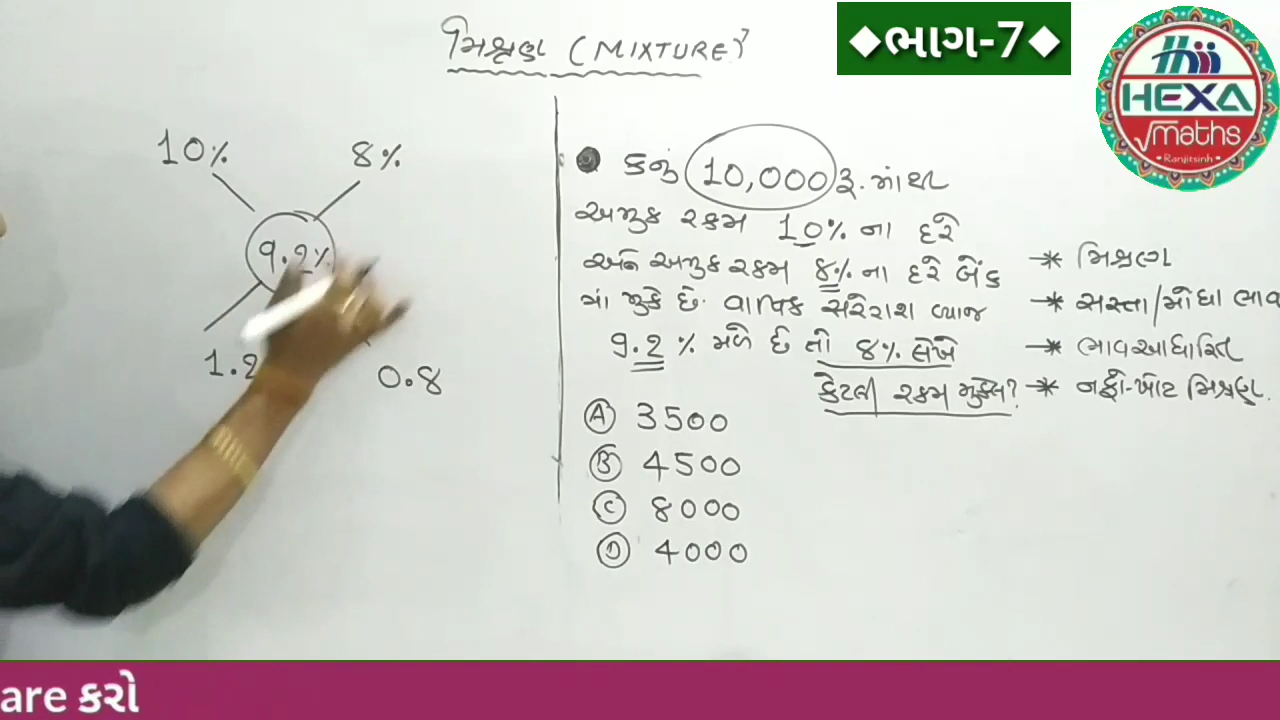 મિશ્રણ (MIXTURE)
◆ભાગ-7◆
HEXA
maths
Ranjitsinh
10% 8%
9.2%
1.2 0.8
કનુ 10,000 રૂ. માંથી
અમુક રકમ 10% ના દરે
અને અમુક રકમ 8% ના દરે બેંક
માં મુકે છે. વાર્ષિક સરેરાશ વ્યાજ
9.2 % મળે છે તો 8% લેખે
કેટલી રકમ મુકેલ?
* મિશ્રણ
* સસ્તા/મોંઘા ભાવ
* ભાવઆધારિત
* નફો-ખોટ મિશ્રણ.
(A) 3500
(B) 4500
(C) 8000
(D) 4000
are કરો